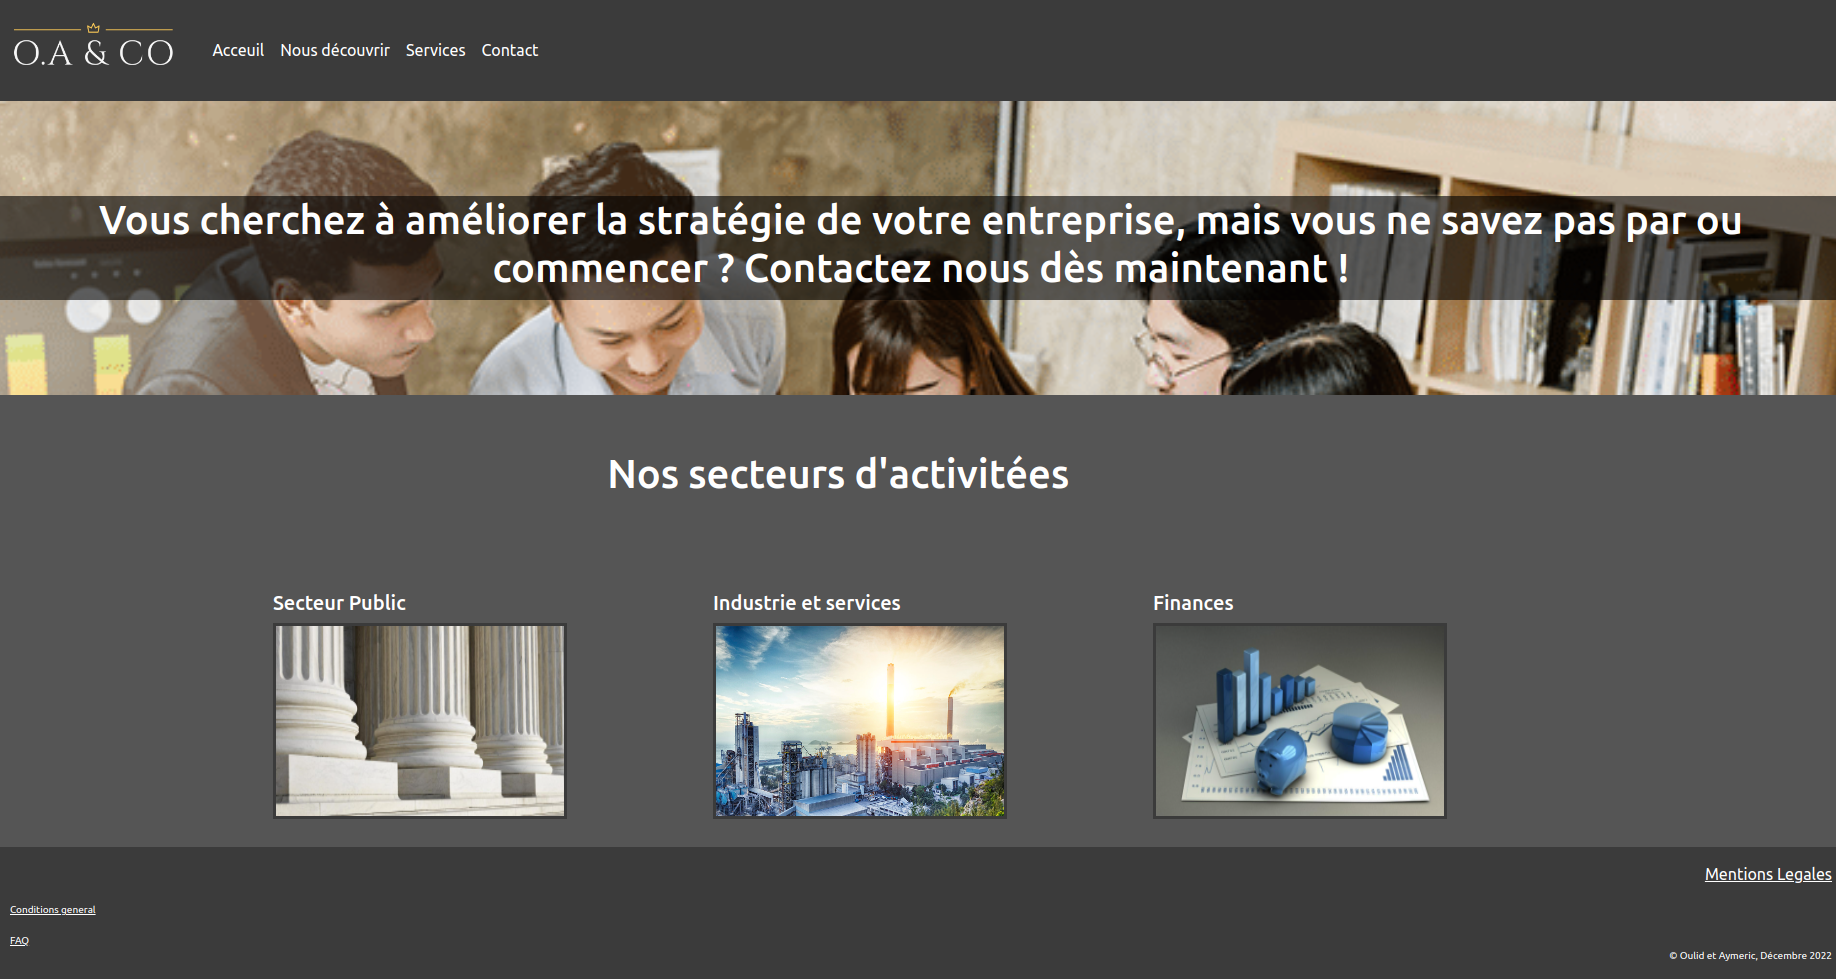 O.A & CO
Acceuil Nous découvrir Services Contact
Vous cherchez à améliorer la stratégie de votre entreprise, mais vous ne savez pas par ou
commencer ? Contactez nous dès maintenant !
Nos secteurs d'activitées
Secteur Public
Industrie et services
Finances
Mentions Legales
Conditions general
FAQ
© Oulid et Aymeric, Décembre 2022